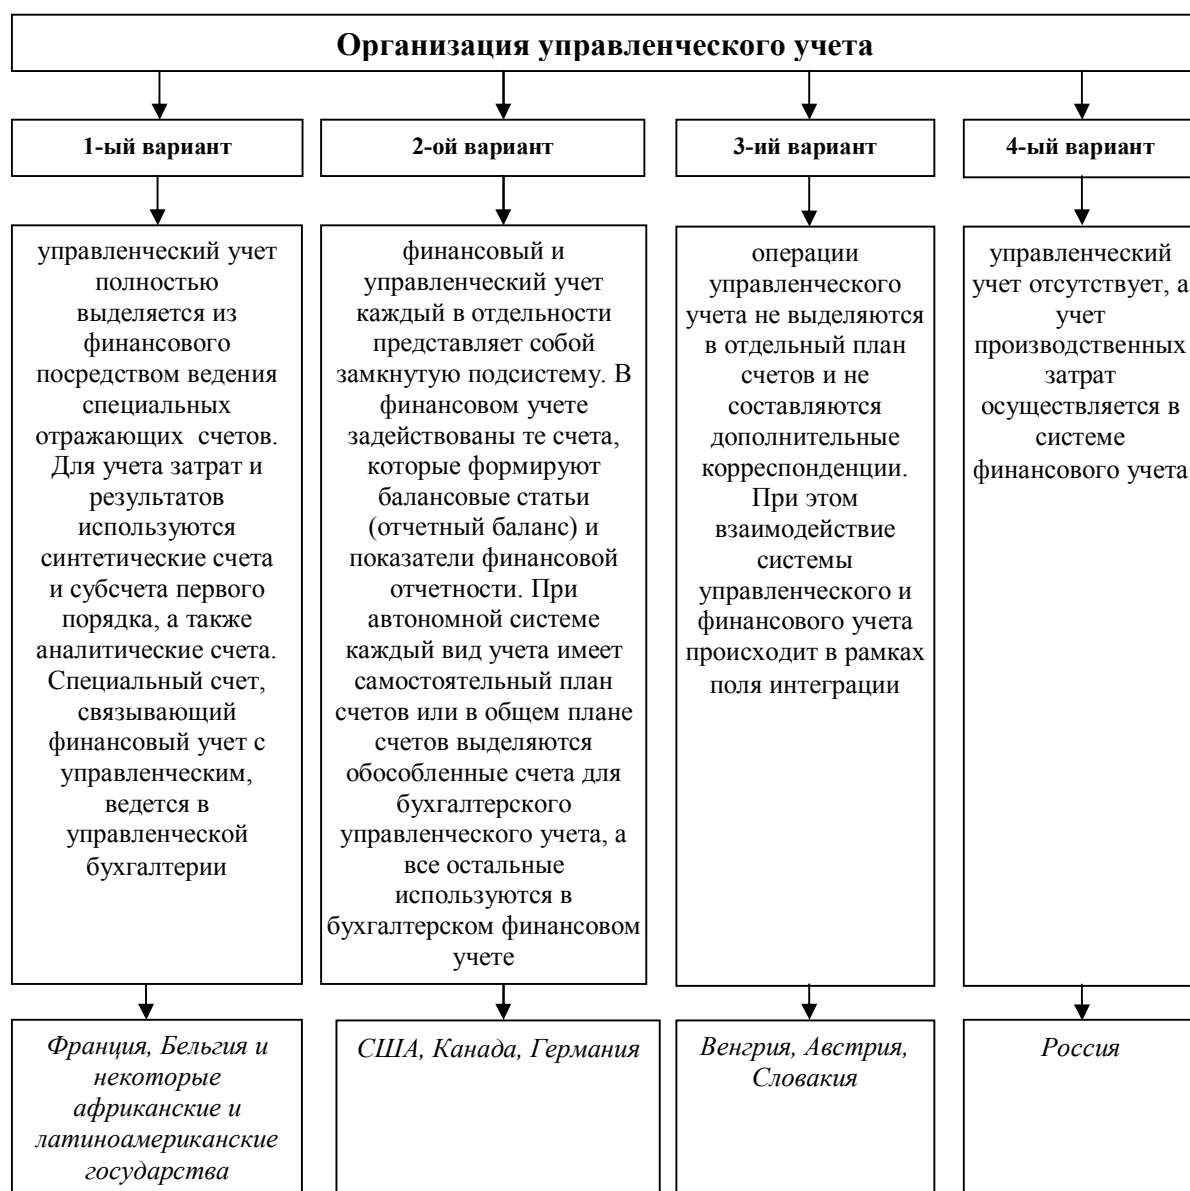 Организация управленческого учета
1-ый вариант
2-ой вариант
3-ий вариант
4-ый вариант
управленческий учет
полностью
выделяется из
финансового
посредством ведения
специальных
отражающих счетов.
Для учета затрат и
результатов
используются
синтетические счета
и субсчета первого
порядка, а также
аналитические счета.
Специальный счет,
связывающий
финансовый учет с
управленческим,
ведется в
управленческой
бухгалтерии
финансовый и
управленческий учет
каждый в отдельности
представляет собой
замкнутую подсистему. В
финансовом учете
задействованы те счета,
которые формируют
балансовые статьи
(отчетный баланс) и
показатели финансовой
отчетности. При
автономной системе
каждый вид учета имеет
самостоятельный план
счетов или в общем плане
счетов выделяются
обособленные счета для
бухгалтерского
управленческого учета, а
все остальные
используются в
бухгалтерском финансовом
учете
операции
управленческого
учета не выделяются
в отдельный план
счетов и не
составляются
дополнительные
корреспонденции.
При этом
взаимодействие
системы
управленческого и
финансового учета
происходит в рамках
поля интеграции
управленческий
учет отсутствует, а
учет
производственных
затрат
осуществляется в
системе
финансового учета
Франция, Бельгия и
некоторые
африканские и
латиноамериканские
государства
США, Канада, Германия
Венгрия, Австрия,
Словакия
Россия